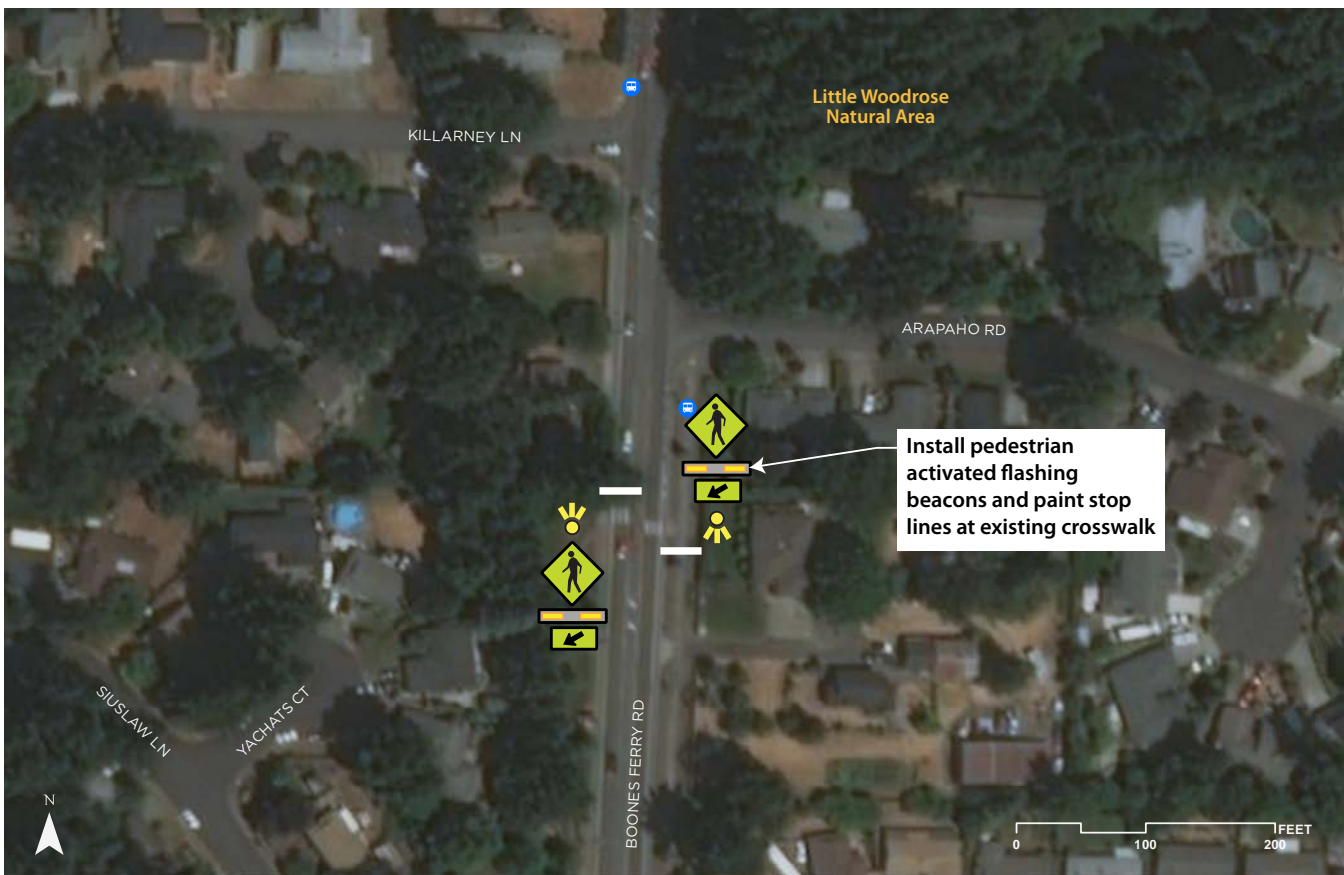 Little Woodrose
Natural Area
KILLARNEY LN
ARAPAHO RD
Install pedestrian
activated flashing
beacons and paint stop
lines at existing crosswalk
SIUSLAW LN
YACHATS CT
BOONES FERRY RD
N
FEET
0 100 200